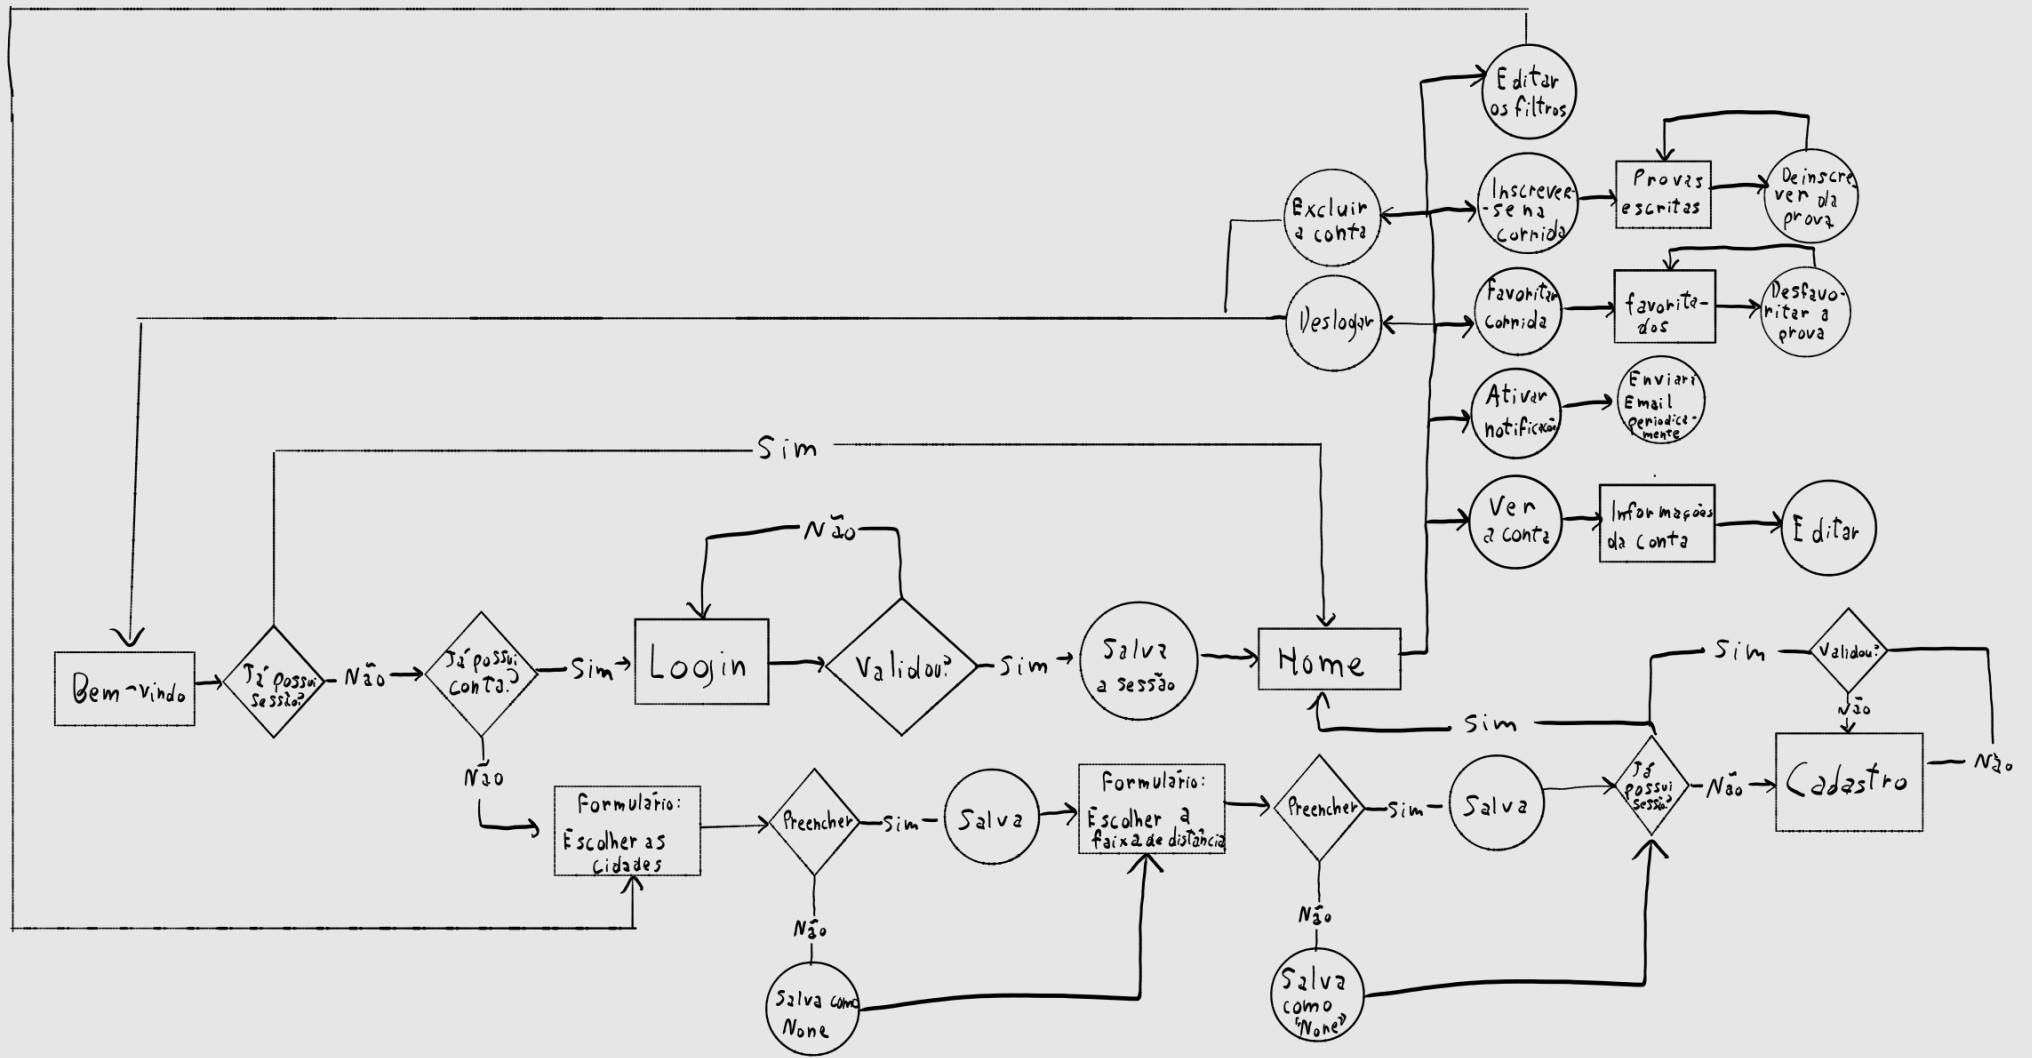 Editar
os filtros
Excluir
a conta
Inscrever-
-se na
corrida
Provas
escritas
Deinscre-
ver da
prova
Deslogar
Favoritar
corrida
favorita-
dos
Desfavo-
ritar a
prova
Ativar
notificação
Enviará
Email
periodica-
mente
Sim
Ver
a conta
Informações
da conta
Editar
Não
Bem-vindo
Já possui
sessão?
Não
Já possui
conta?
Sim
Login
Validou?
Sim
Salva
a sessão
Home
Sim
Validou?
Não
Sim
Não
Formulário:
Escolher as
cidades
Preencher
Sim
Salva
Formulário:
Escolher a
faixa de distância
Preencher
Sim
Salva
Já
possui
sessão?
Não
Cadastro
Não
Não
Salva como
None
Não
Salva
como
"None"